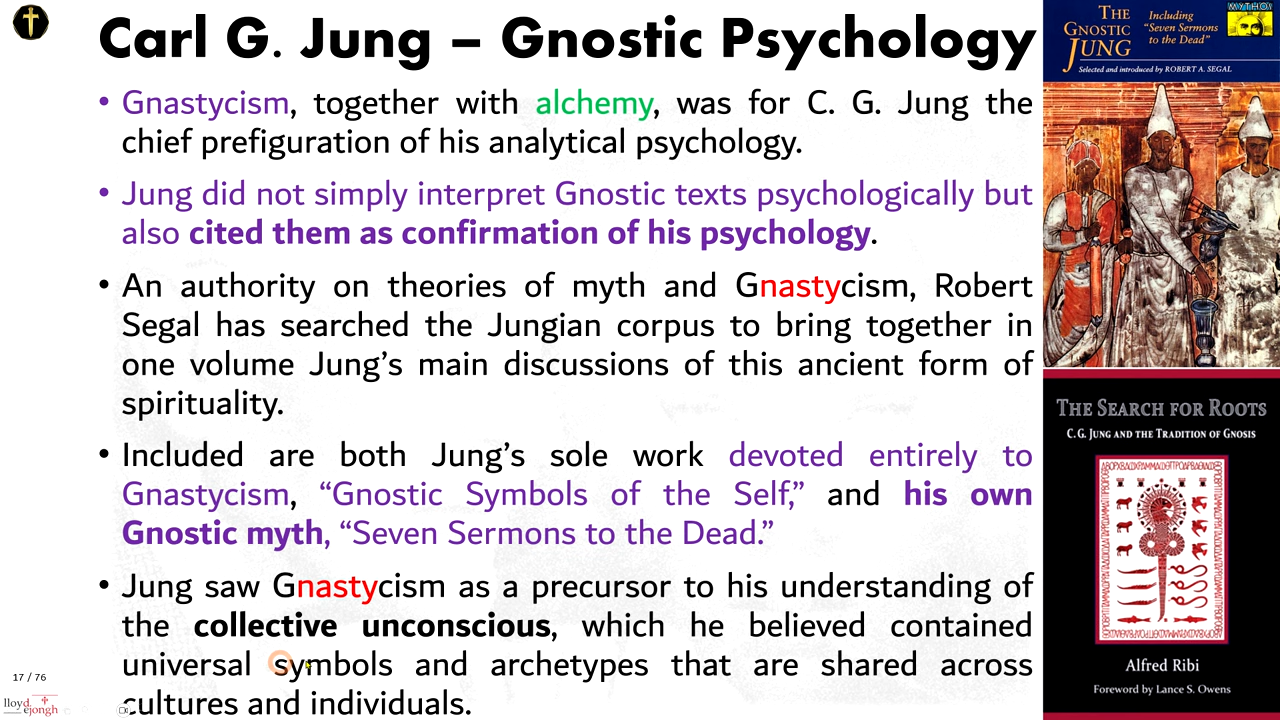 Carl G. Jung – Gnostic Psychology
• Gnastycism, together with alchemy, was for C. G. Jung the
chief prefiguration of his analytical psychology.
• Jung did not simply interpret Gnostic texts psychologically but
also cited them as confirmation of his psychology.
• An authority on theories of myth and Gnastycism, Robert
Segal has searched the Jungian corpus to bring together in
one volume Jung’s main discussions of this ancient form of
spirituality.
• Included are both Jung’s sole work devoted entirely to
Gnastycism, “Gnostic Symbols of the Self,” and his own
Gnostic myth, “Seven Sermons to the Dead.”
• Jung saw Gnastycism as a precursor to his understanding of
the collective unconscious, which he believed contained
universal symbols and archetypes that are shared across
cultures and individuals.
17 / 76
lloyd
dejongh
THE
GNOSTIC
JUNG
Including
“Seven Sermons
to the Dead”
MYTHOS
Selected and introduced by ROBERT A. SEGAL
THE SEARCH FOR ROOTS
C. G. JUNG AND THE TRADITION OF GNOSIS
Alfred Ribi
Foreword by Lance S. Owens